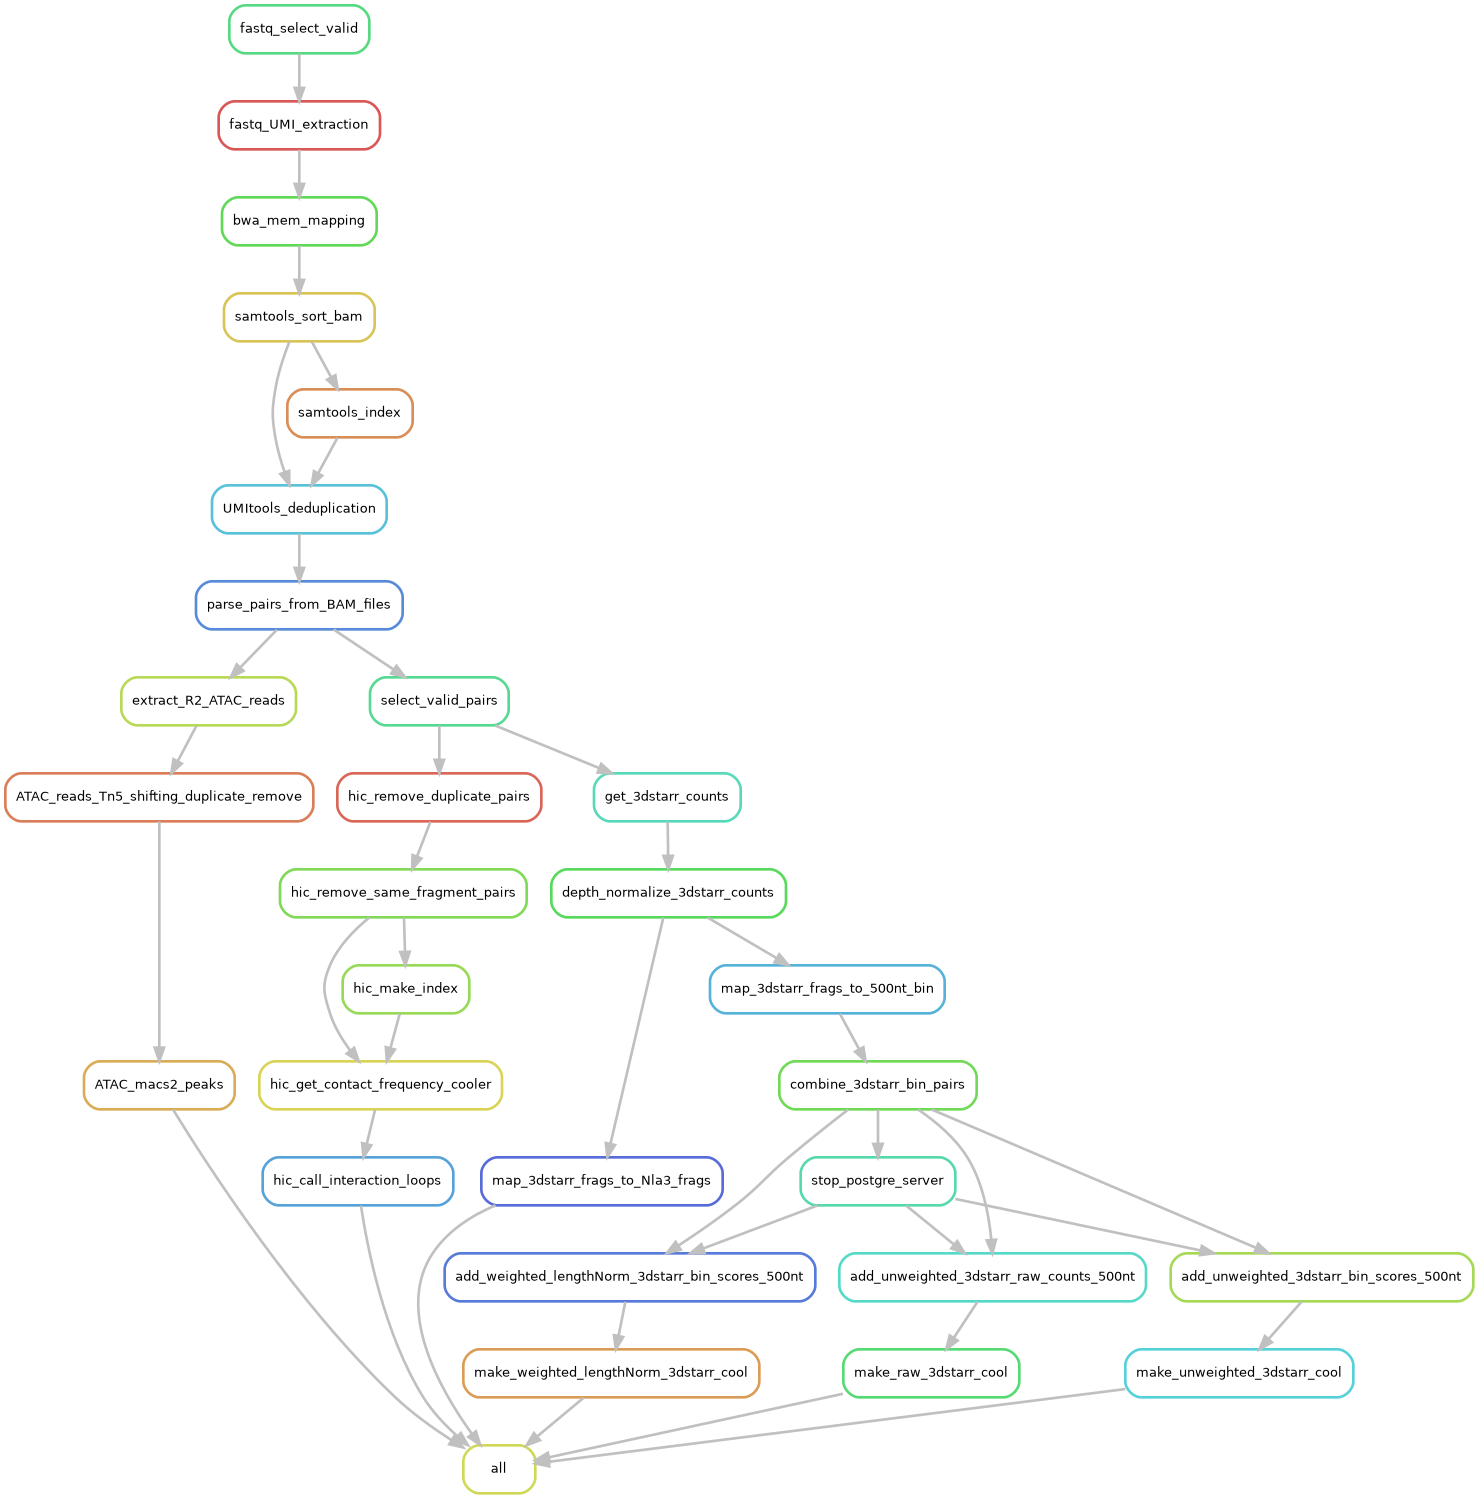 fastq_select_valid
fastq_UMI_extraction
bwa_mem_mapping
samtools_sort_bam
samtools_index
UMItools_deduplication
parse_pairs_from_BAM_files
extract_R2_ATAC_reads
select_valid_pairs
ATAC_reads_Tn5_shifting_duplicate_remove
hic_remove_duplicate_pairs
get_3dstarr_counts
hic_remove_same_fragment_pairs
depth_normalize_3dstarr_counts
hic_make_index
map_3dstarr_frags_to_500nt_bin
ATAC_macs2_peaks
hic_get_contact_frequency_cooler
combine_3dstarr_bin_pairs
hic_call_interaction_loops
map_3dstarr_frags_to_Nla3_frags
stop_postgre_server
add_weighted_lengthNorm_3dstarr_bin_scores_500nt
add_unweighted_3dstarr_raw_counts_500nt
add_unweighted_3dstarr_bin_scores_500nt
make_weighted_lengthNorm_3dstarr_cool
make_raw_3dstarr_cool
make_unweighted_3dstarr_cool
all